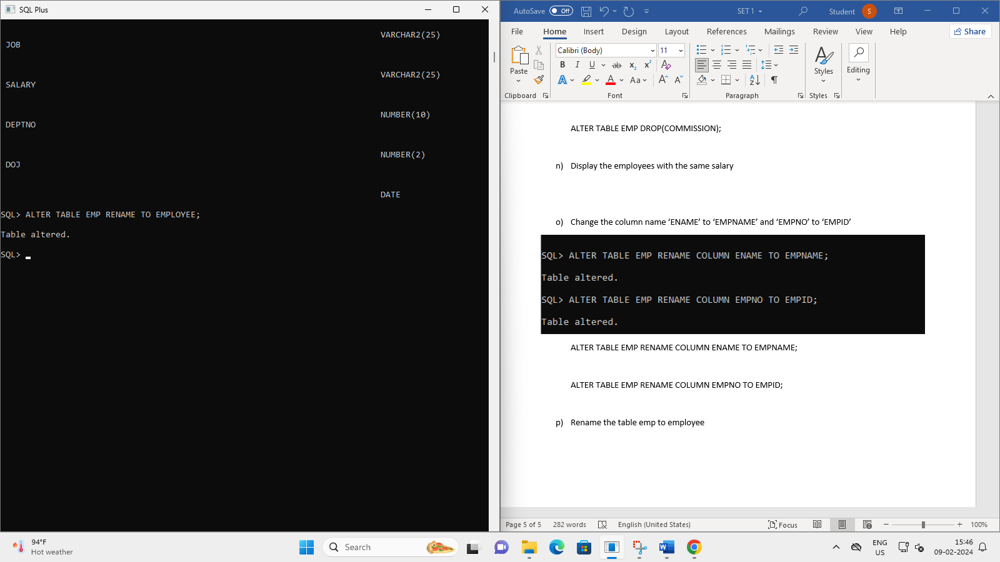 SQL Plus
VARCHAR2(25)
JOB
VARCHAR2(25)
SALARY
NUMBER(10)
DEPTNO
NUMBER(2)
DOJ
DATE
SQL> ALTER TABLE EMP RENAME TO EMPLOYEE;
Table altered.
SQL>
AutoSave Off SET 1 Student S
File Home Insert Design Layout References Mailings Review View Help Share
Paste
Clipboard
Calibri (Body) 11
B I U ab x₂ x²
A A Aa A A
Font
Paragraph
Styles
Styles
Editing
ALTER TABLE EMP DROP(COMMISSION);
n) Display the employees with the same salary
o) Change the column name ‘ENAME’ to ‘EMPNAME’ and ‘EMPNO’ to ‘EMPID’
SQL> ALTER TABLE EMP RENAME COLUMN ENAME TO EMPNAME;
Table altered.
SQL> ALTER TABLE EMP RENAME COLUMN EMPNO TO EMPID;
Table altered.
ALTER TABLE EMP RENAME COLUMN ENAME TO EMPNAME;
ALTER TABLE EMP RENAME COLUMN EMPNO TO EMPID;
p) Rename the table emp to employee
Page 5 of 5 282 words English (United States) Focus 100%
94°F
Hot weather
Search
ENG
US
15:46
09-02-2024